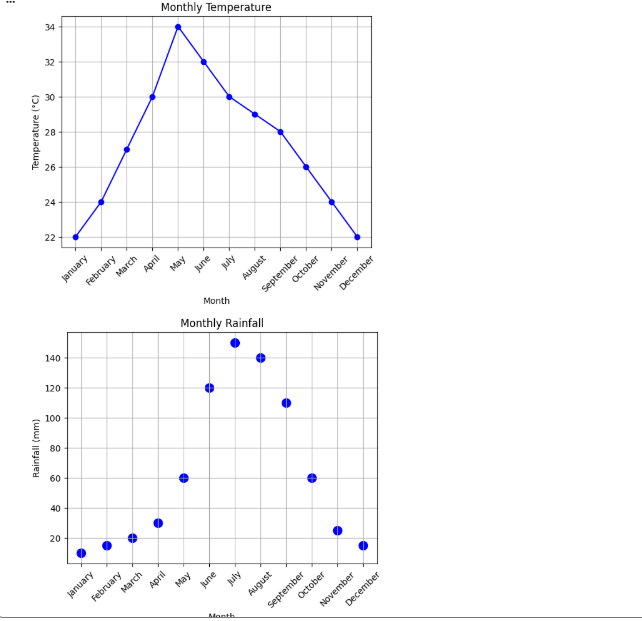 ...
Monthly Temperature
34
32
30
28
26
24
22
Temperature (°C)
January
February
March
April
May
June
July
August
September
October
November
December
Month
Monthly Rainfall
140
120
100
80
60
40
20
Rainfall (mm)
January
February
March
April
May
June
July
August
September
October
November
December
Month